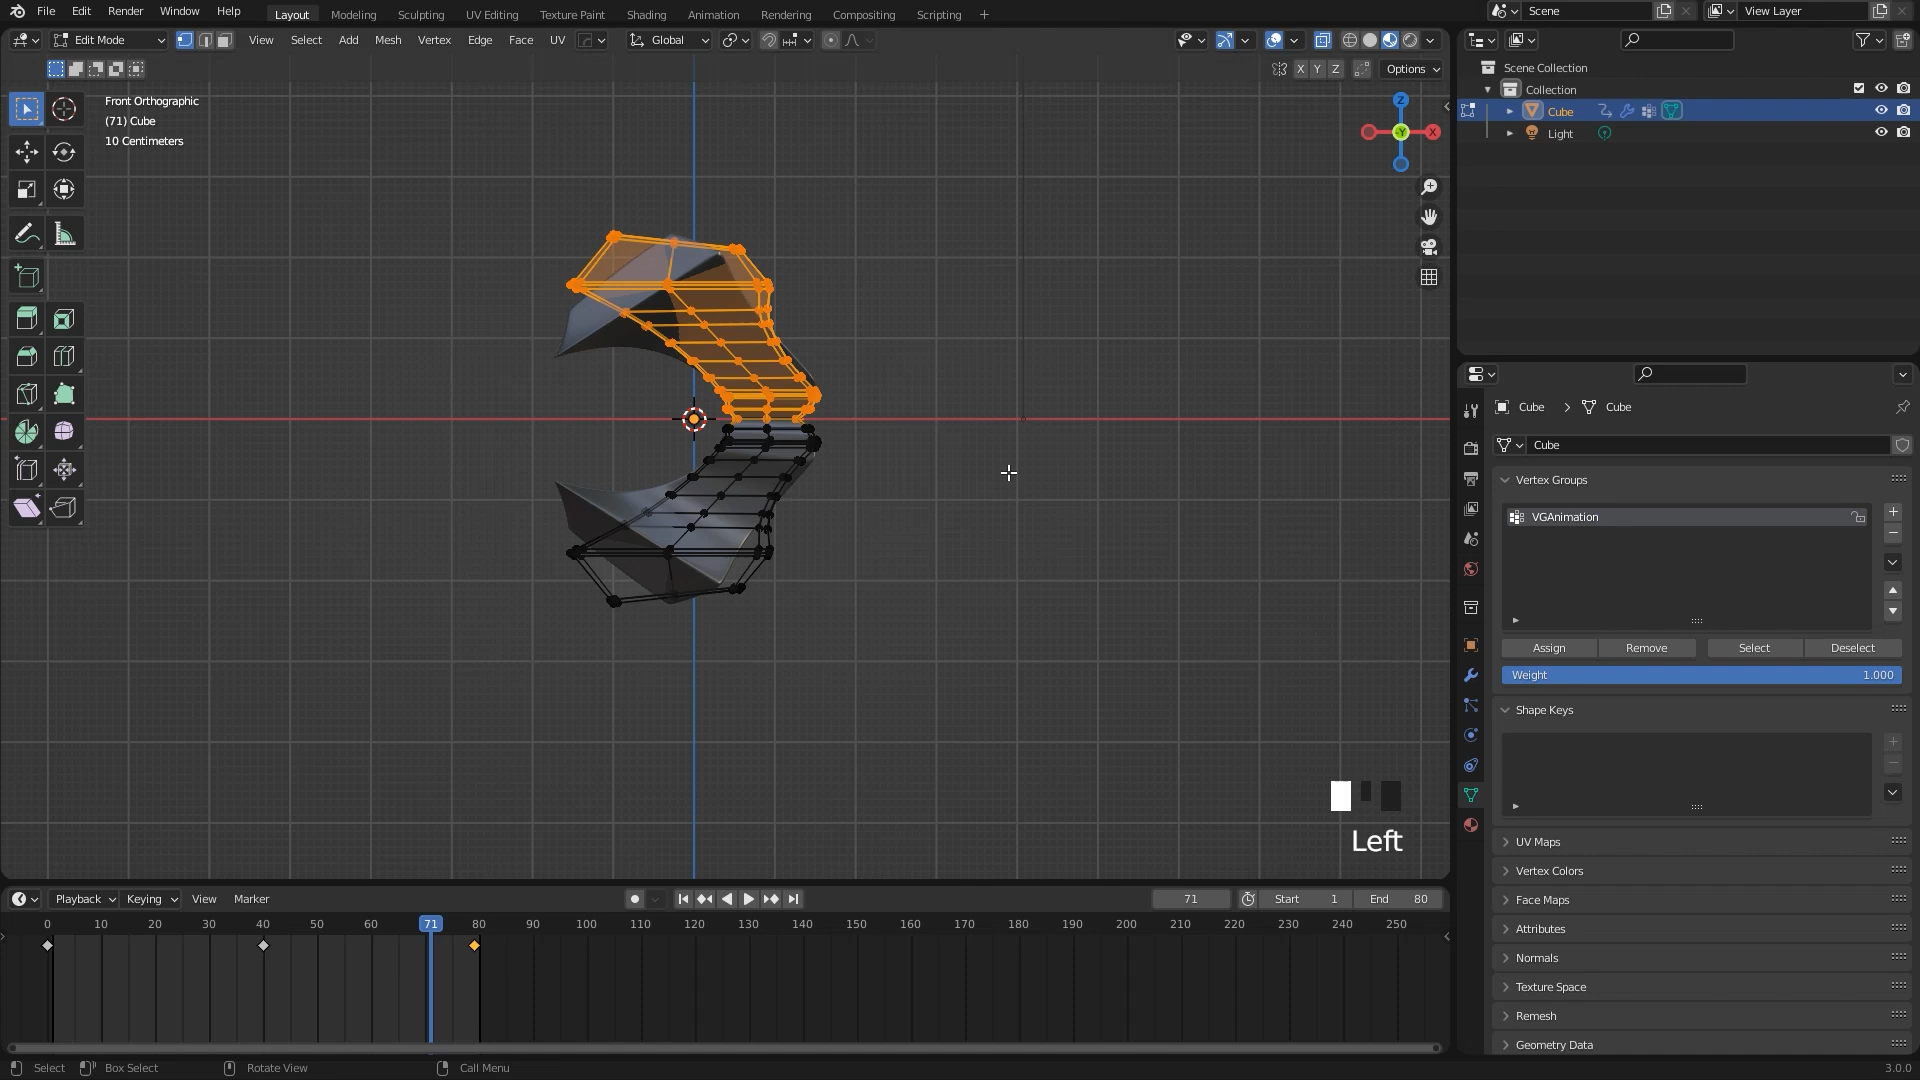 File Edit Render Window Help Layout Modeling Sculpting UV Editing Texture Paint Shading Animation Rendering Compositing Scripting + Scene View Layer
Edit Mode View Select Add Mesh Vertex Edge Face UV Global
X Y Z Options
Front Orthographic
(71) Cube
10 Centimeters
Z
Y
X
Scene Collection
Collection
Cube
Light
Cube Cube
Cube
Vertex Groups
VGAnimation
Assign Remove Select Deselect
Weight 1.000
Shape Keys
UV Maps
Vertex Colors
Face Maps
Attributes
Normals
Texture Space
Remesh
Geometry Data
Left
Playback Keying View Marker 71 Start 1 End 80
0 10 20 30 40 50 60 71 80 90 100 110 120 130 140 150 160 170 180 190 200 210 220 230 240 250
Select Box Select Rotate View Call Menu 3.0.0